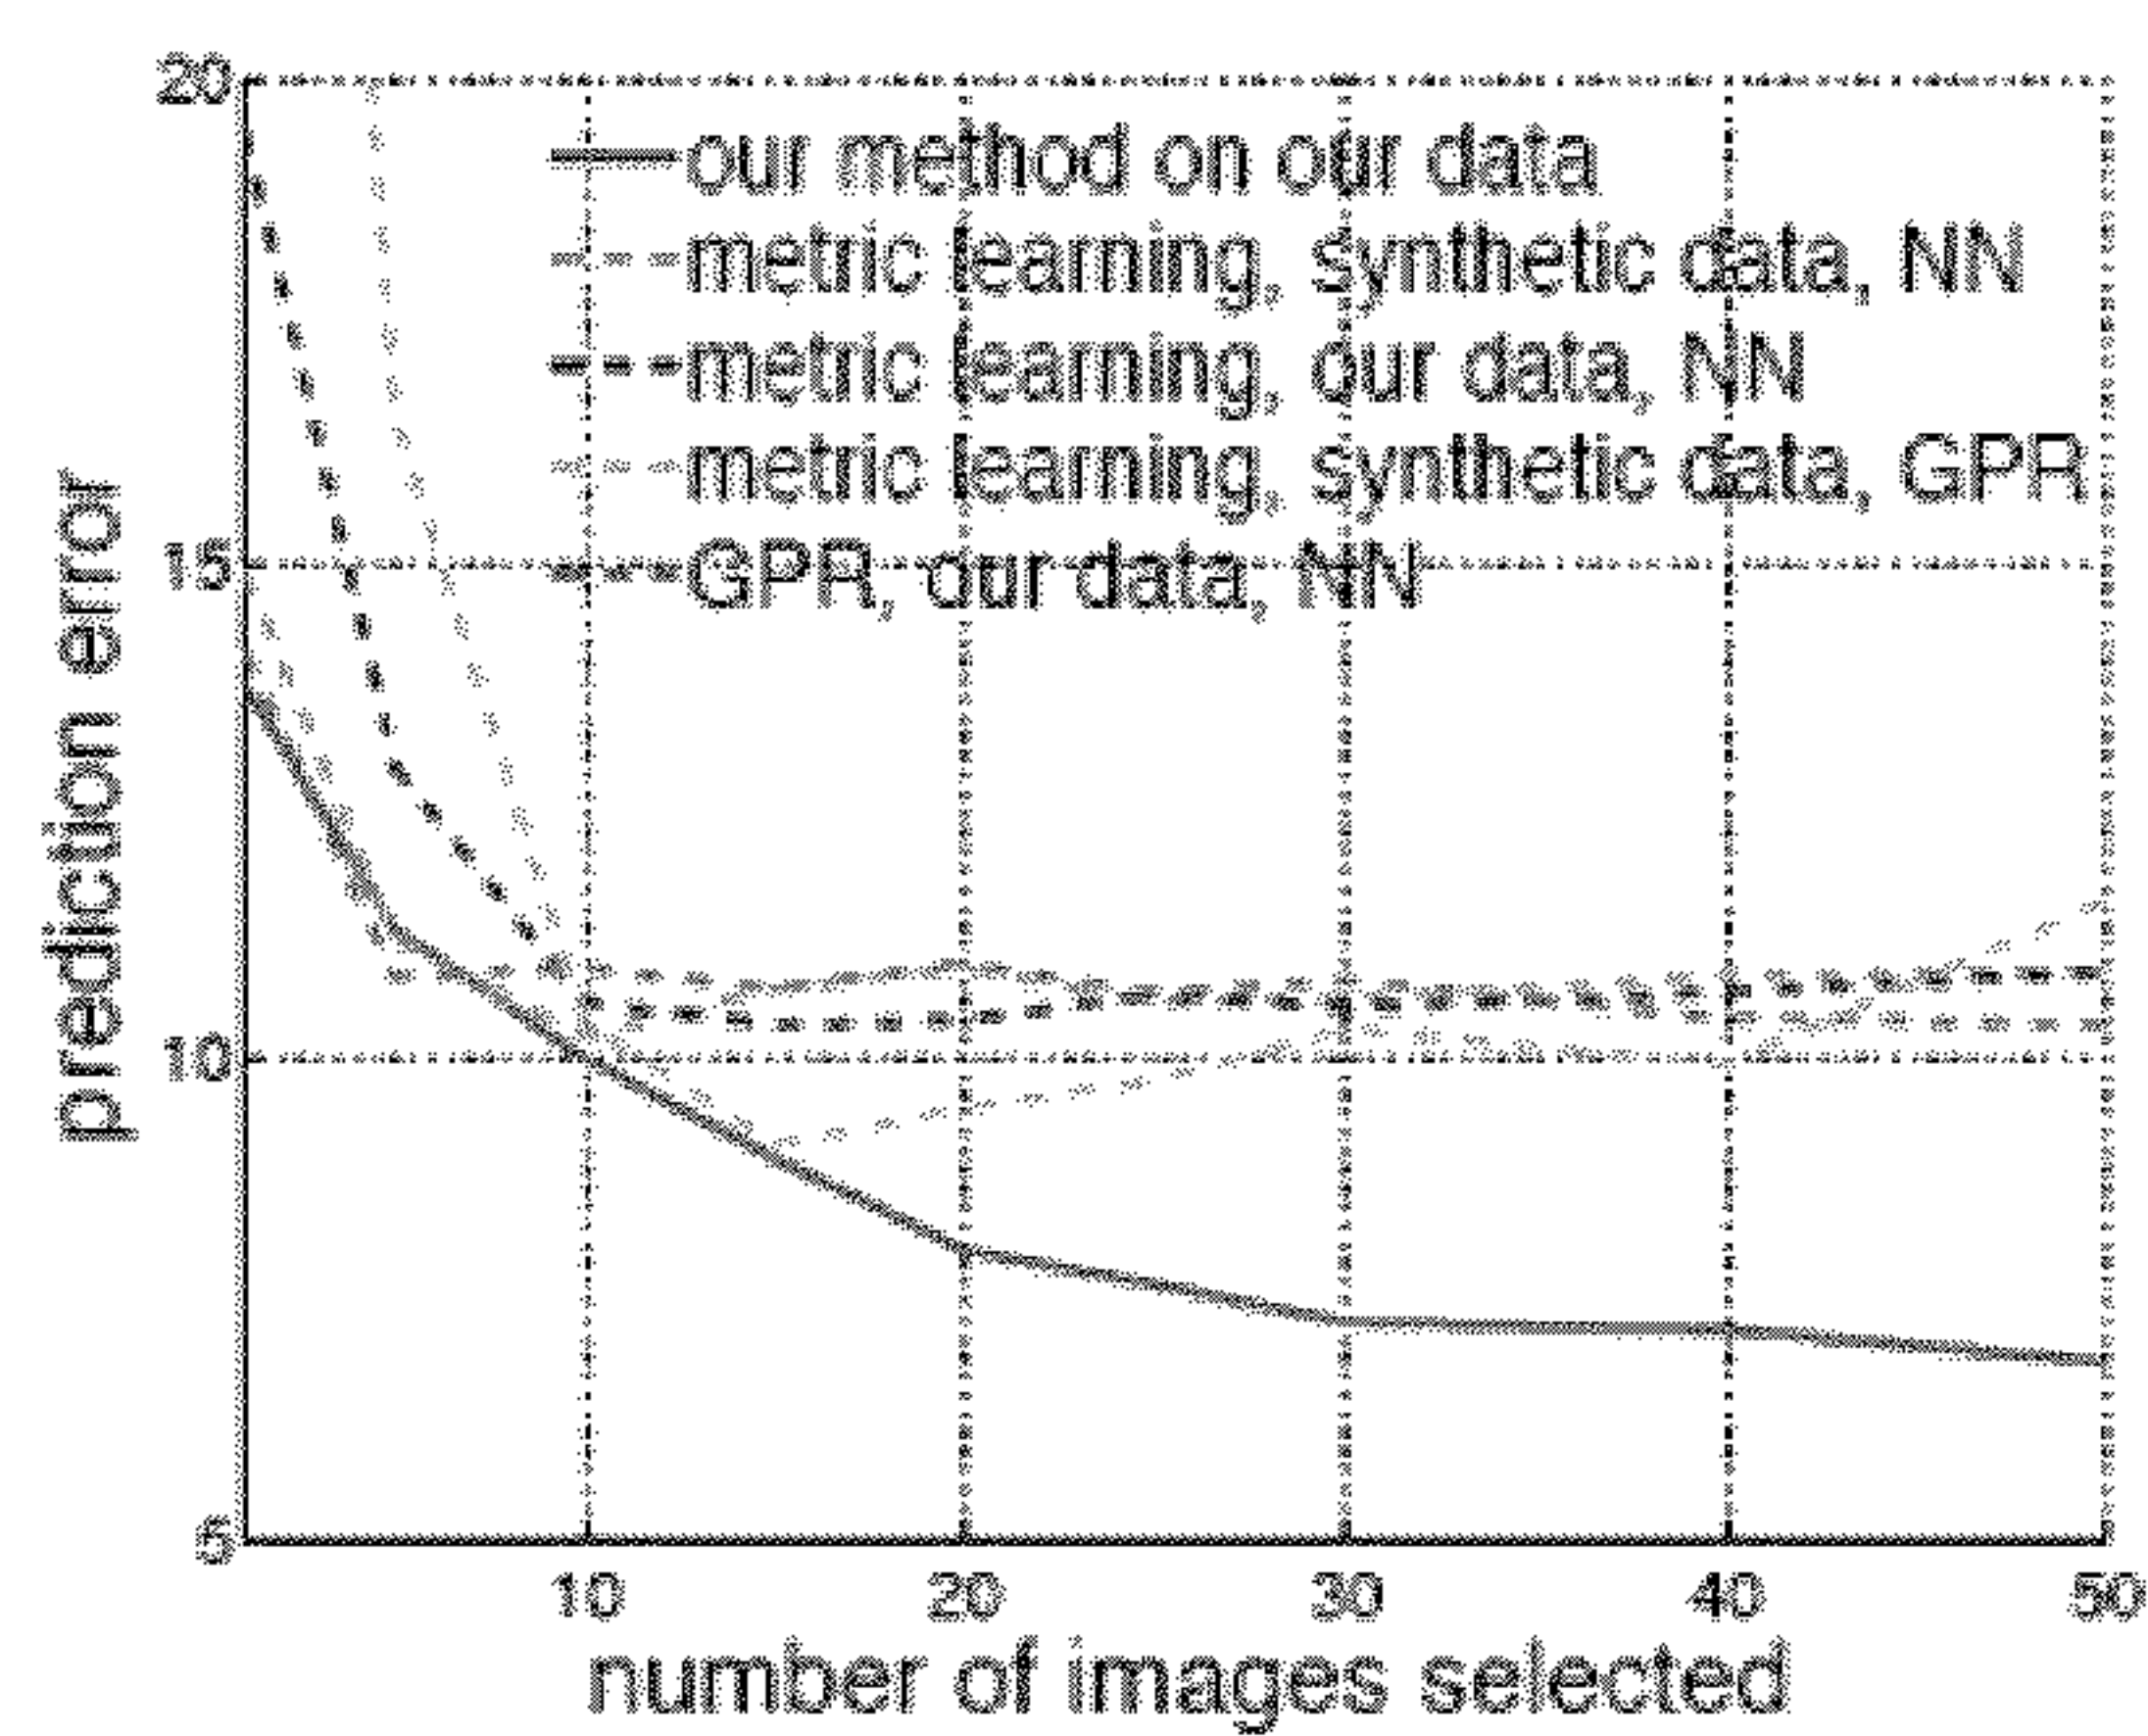 20
our method on our data
metric learning, synthetic data, NN
metric learning, our data, NN
metric learning, synthetic data, GPR
GPR, our data, NN
15
10
5
prediction error
10 20 30 40 50
number of images selected